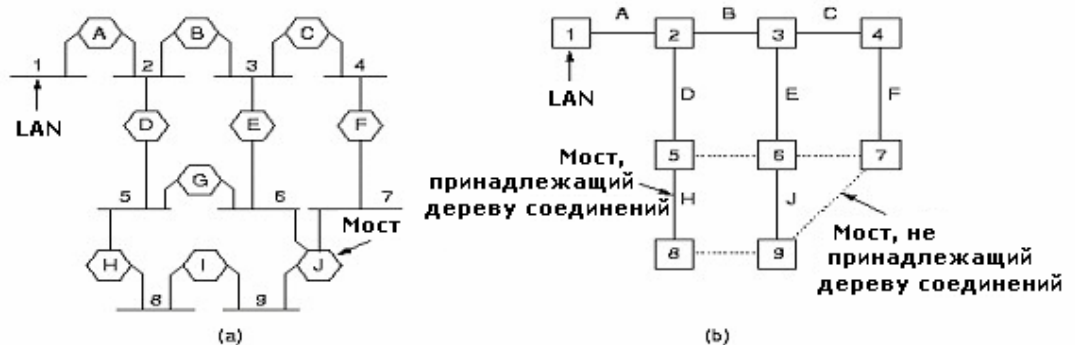 A B C
1 2 3 4
LAN
D E F
G
5 6 7
Мост
H I J
8 9
(a)
A B C
1 2 3 4
LAN
D E F
5 6 7
Мост,
принадлежащий
дереву соединений
H J
8 9
Мост, не
принадлежащий
дереву соединений
(b)